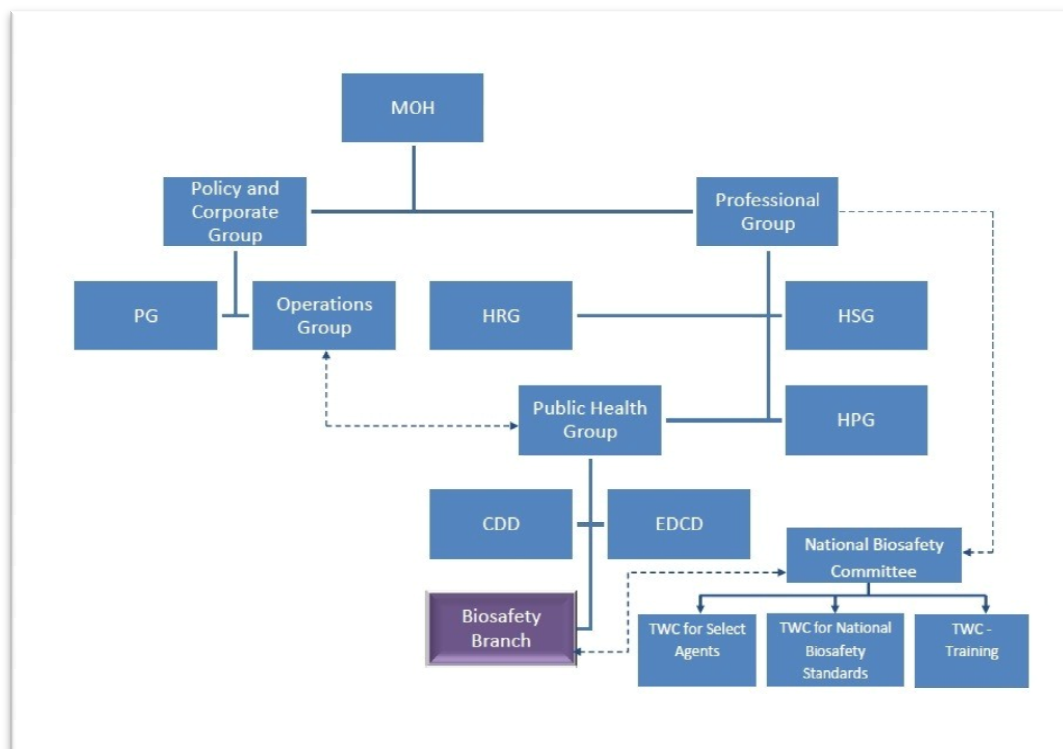 MOH
Policy and
Corporate
Group
Professional
Group
PG
Operations
Group
HRG
HSG
Public Health
Group
HPG
CDD
EDCD
National Biosafety
Committee
Biosafety
Branch
TWC for Select
Agents
TWC for National
Biosafety
Standards
TWC -
Training